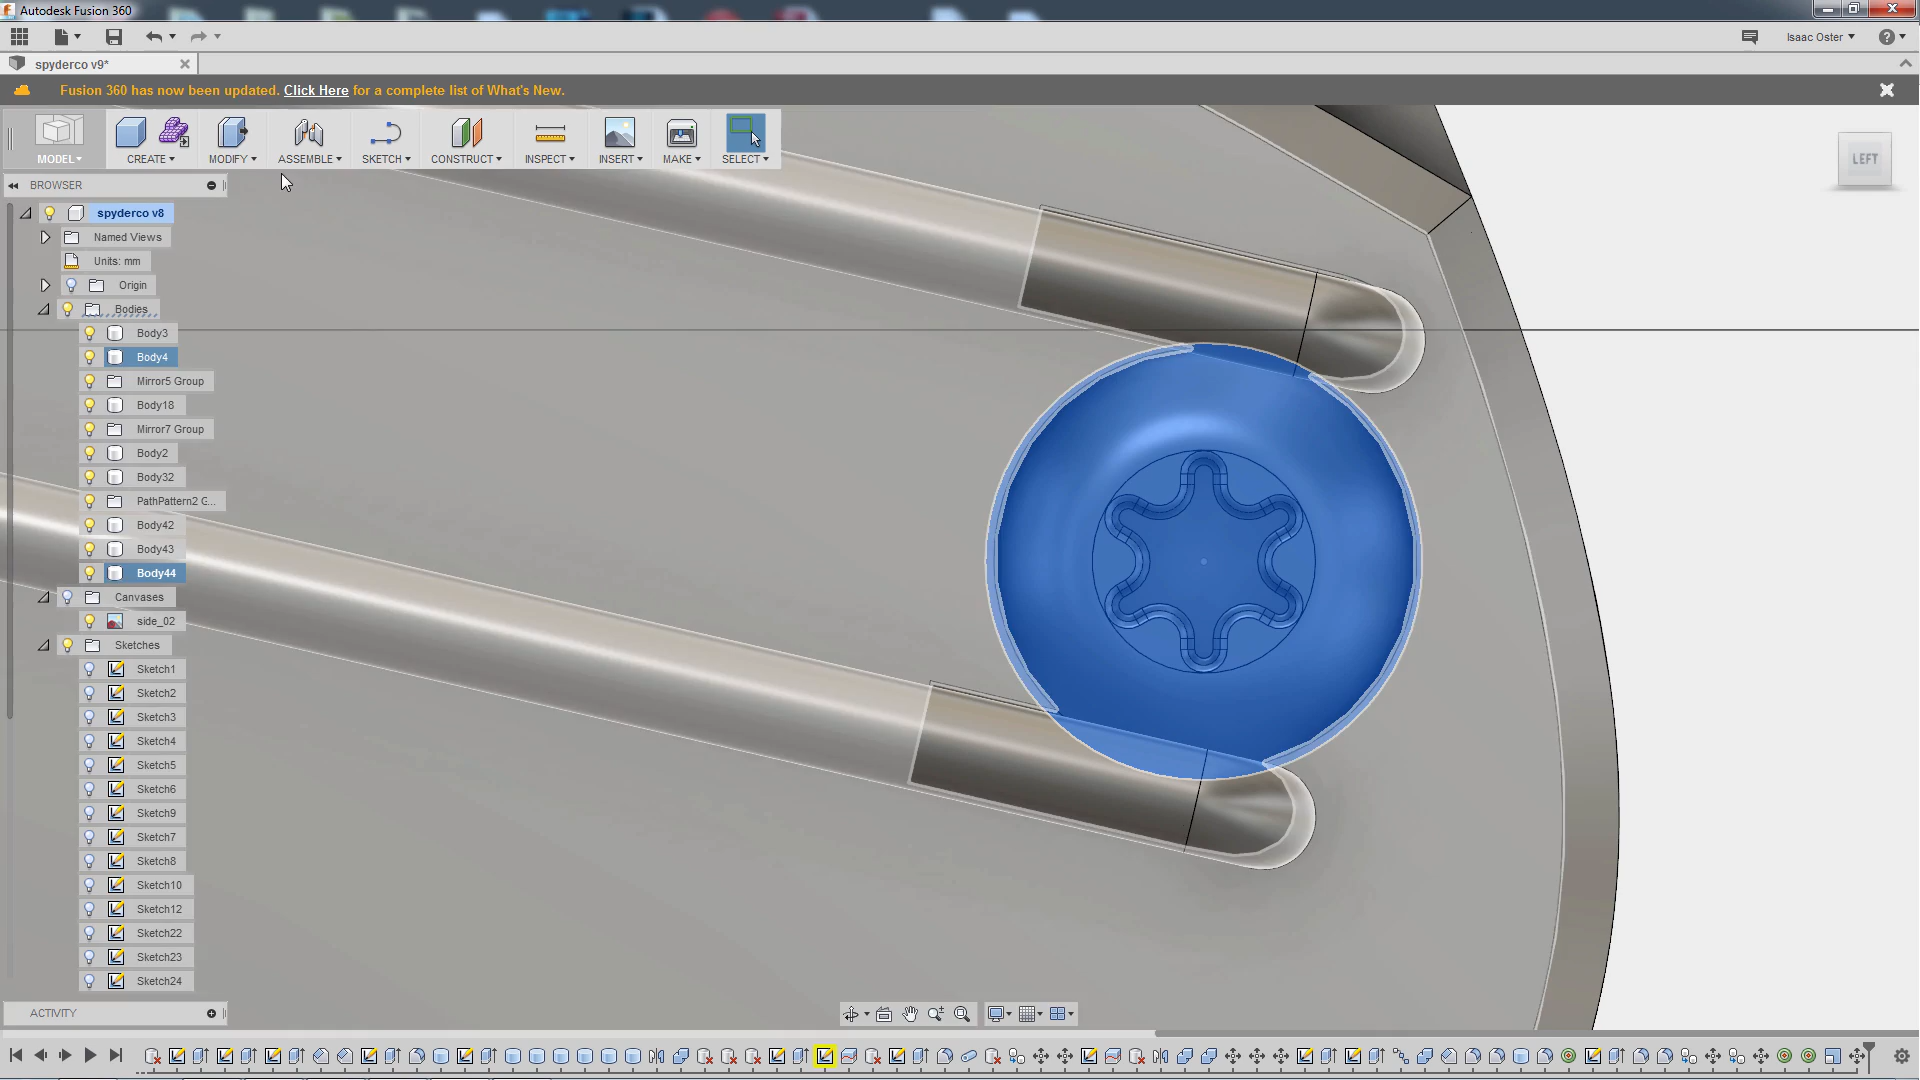 Autodesk Fusion 360
Isaac Oster
spyderco v9*
Fusion 360 has now been updated. Click Here for a complete list of What's New.
MODEL
CREATE
MODIFY
ASSEMBLE
SKETCH
CONSTRUCT
INSPECT
INSERT
MAKE
SELECT
LEFT
BROWSER
spyderco v8
Named Views
Units: mm
Origin
Bodies
Body3
Body4
Mirror5 Group
Body18
Mirror7 Group
Body2
Body32
PathPattern2 G...
Body42
Body43
Body44
Canvases
side_02
Sketches
Sketch1
Sketch2
Sketch3
Sketch4
Sketch5
Sketch6
Sketch9
Sketch7
Sketch8
Sketch10
Sketch12
Sketch22
Sketch23
Sketch24
ACTIVITY